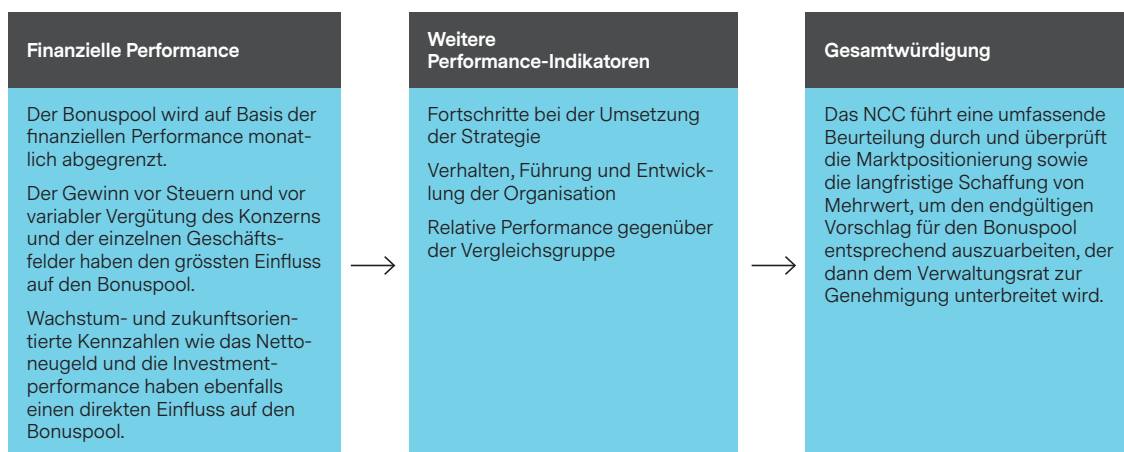 Finanzielle Performance
Der Bonuspool wird auf Basis der
finanziellen Performance monat-
lich abgegrenzt.
Der Gewinn vor Steuern und vor
variabler Vergütung des Konzerns
und der einzelnen Geschäfts-
felder haben den grössten Einfluss
auf den Bonuspool.
Wachstum- und zukunftsorien-
tierte Kennzahlen wie das Netto-
neugeld und die Investment-
performance haben ebenfalls
einen direkten Einfluss auf den
Bonuspool.
Weitere
Performance-Indikatoren
Fortschritte bei der Umsetzung
der Strategie
Verhalten, Führung und Entwick-
lung der Organisation
Relative Performance gegenüber
der Vergleichsgruppe
Gesamtwürdigung
Das NCC führt eine umfassende
Beurteilung durch und überprüft
die Marktpositionierung sowie
die langfristige Schaffung von
Mehrwert, um den endgültigen
Vorschlag für den Bonuspool
entsprechend auszuarbeiten, der
dann dem Verwaltungsrat zur
Genehmigung unterbreitet wird.